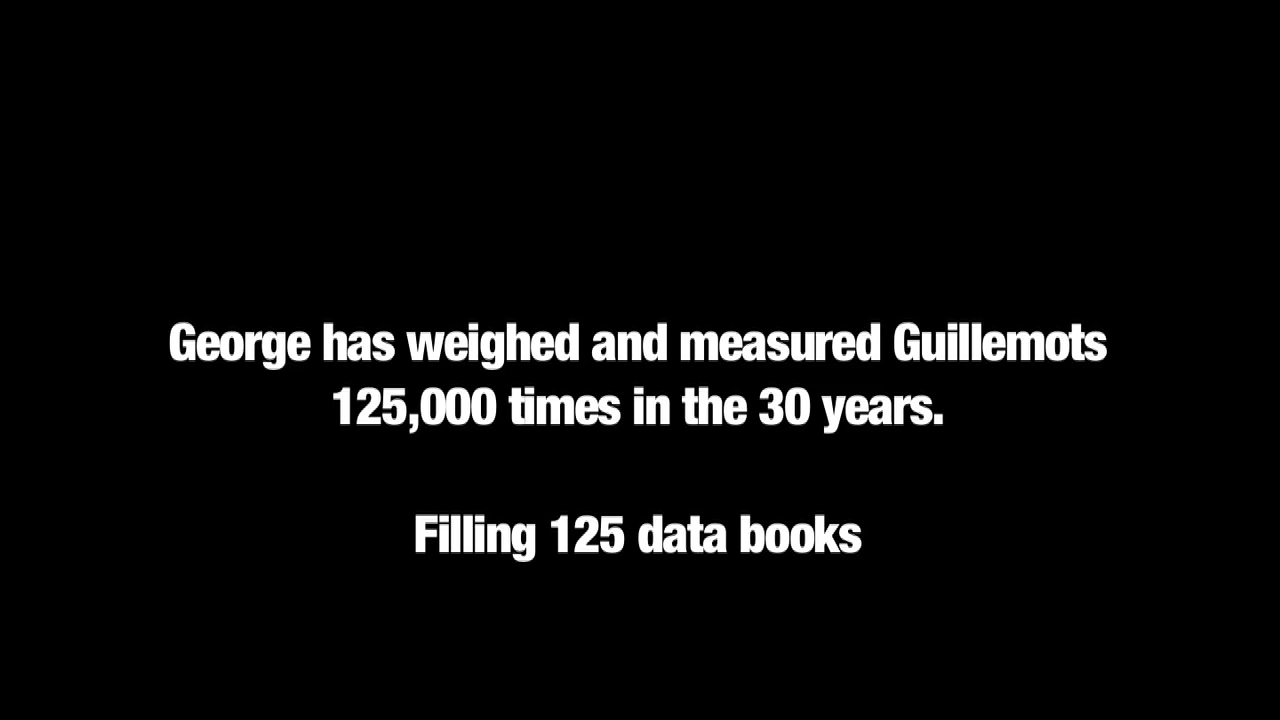 George has weighed and measured Guillemots
125,000 times in the 30 years.
Filling 125 data books